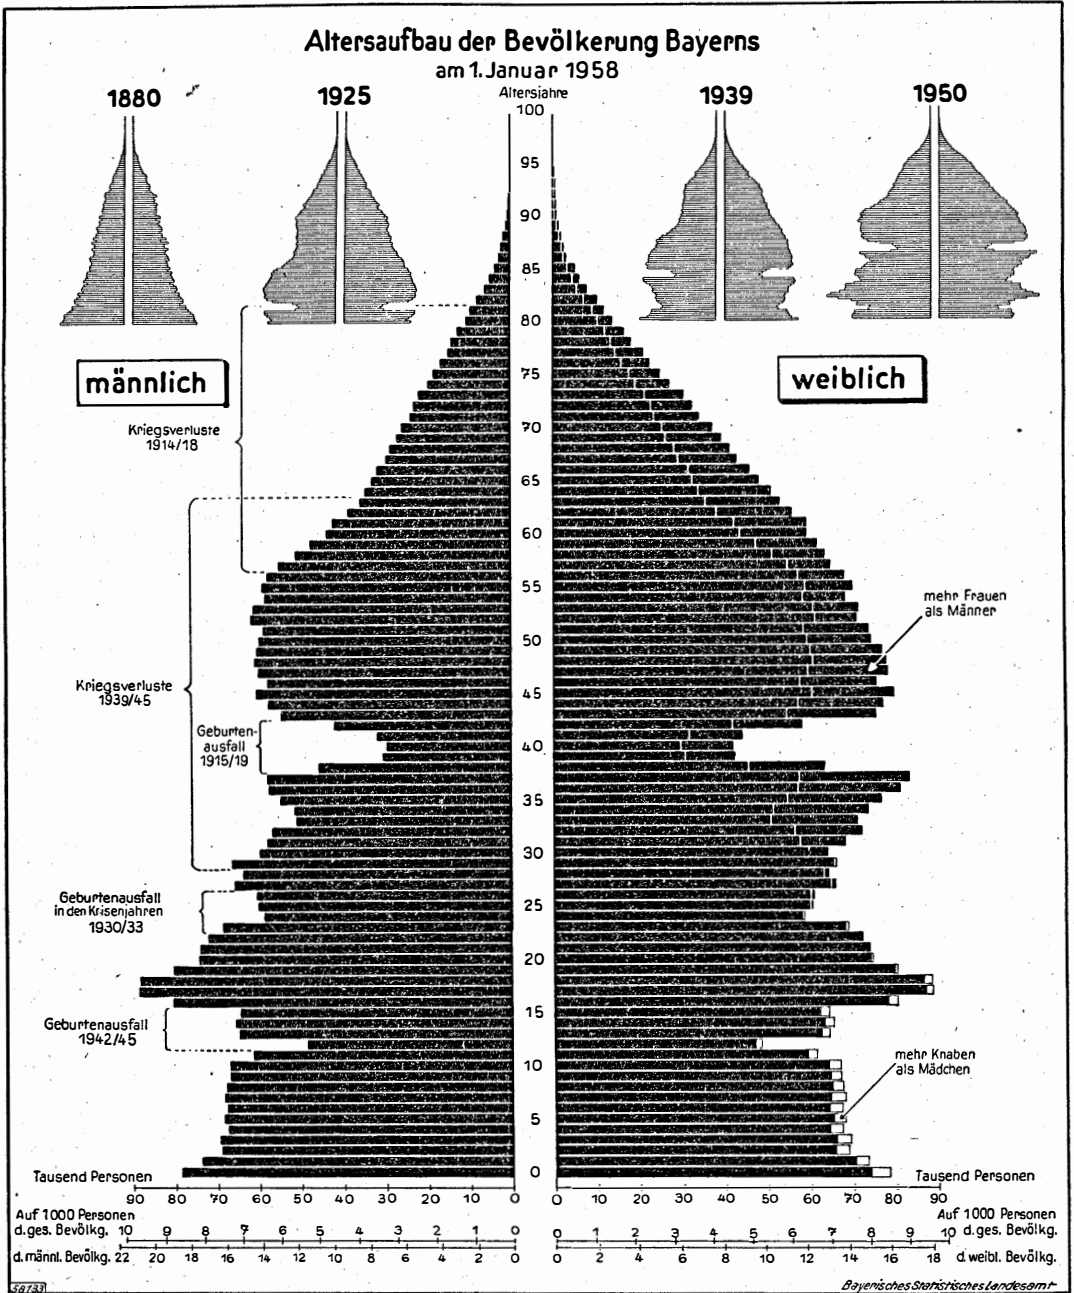 Altersaufbau der Bevölkerung Bayerns
am 1. Januar 1958
1880
1925
Altersjahre
1939
1950
100
95
90
85
80
75
70
65
60
55
50
45
40
35
30
25
20
15
10
5
0
männlich
weiblich
Kriegsverluste
1914/18
Kriegsverluste
1939/45
Geburten-
ausfall
1915/19
Geburtenausfall
in den Krisenjahren
1930/33
Geburtenausfall
1942/45
mehr Frauen
als Männer
mehr Knaben
als Mädchen
Tausend Personen
Tausend Personen
90 80 70 60 50 40 30 20 10 0
0 10 20 30 40 50 60 70 80 90
Auf 1000 Personen
Auf 1000 Personen
d.ges. Bevölkg. 10 9 8 7 6 5 4 3 2 1 0
0 1 2 3 4 5 6 7 8 9 10 d.ges. Bevölkg.
d.männl. Bevölkg. 22 20 18 16 14 12 10 8 6 4 2 0
0 2 4 6 8 10 12 14 16 18 d.weibl. Bevölkg.
58133
Bayerisches Statistisches Landesamt